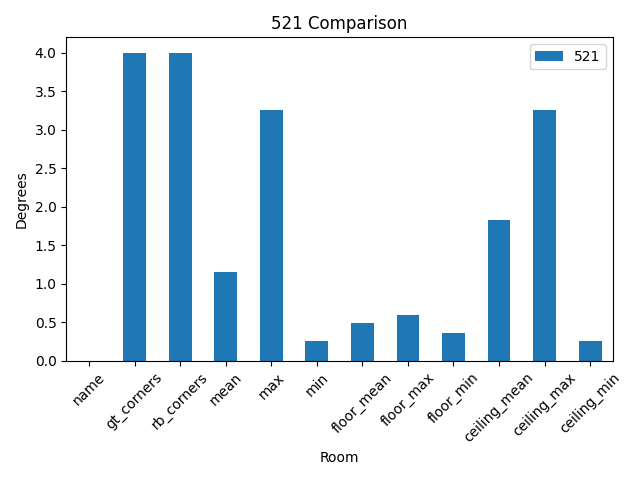 521 Comparison
521
Degrees
4.0
3.5
3.0
2.5
2.0
1.5
1.0
0.5
0.0
name
gt_corners
rb_corners
mean
max
min
floor_mean
floor_max
floor_min
ceiling_mean
ceiling_max
ceiling_min
Room